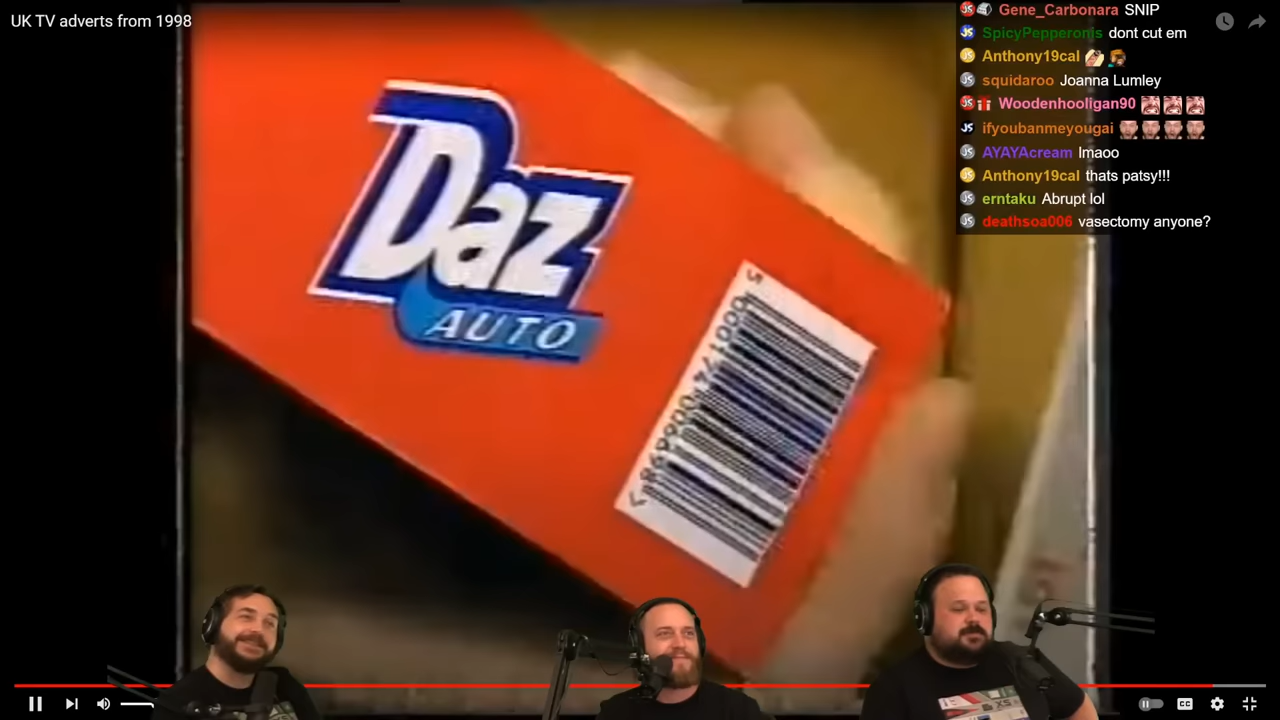 UK TV adverts from 1998
Gene_Carbonara SNIP
SpicyPepperonis dont cut em
Anthony19cal
squidaroo Joanna Lumley
Woodenhooligan90
ifyoubanmeyougai
AYAYAcream lmaoo
Anthony19cal thats patsy!!!
erntaku Abrupt lol
deathsoa006 vasectomy anyone?
Daz
AUTO